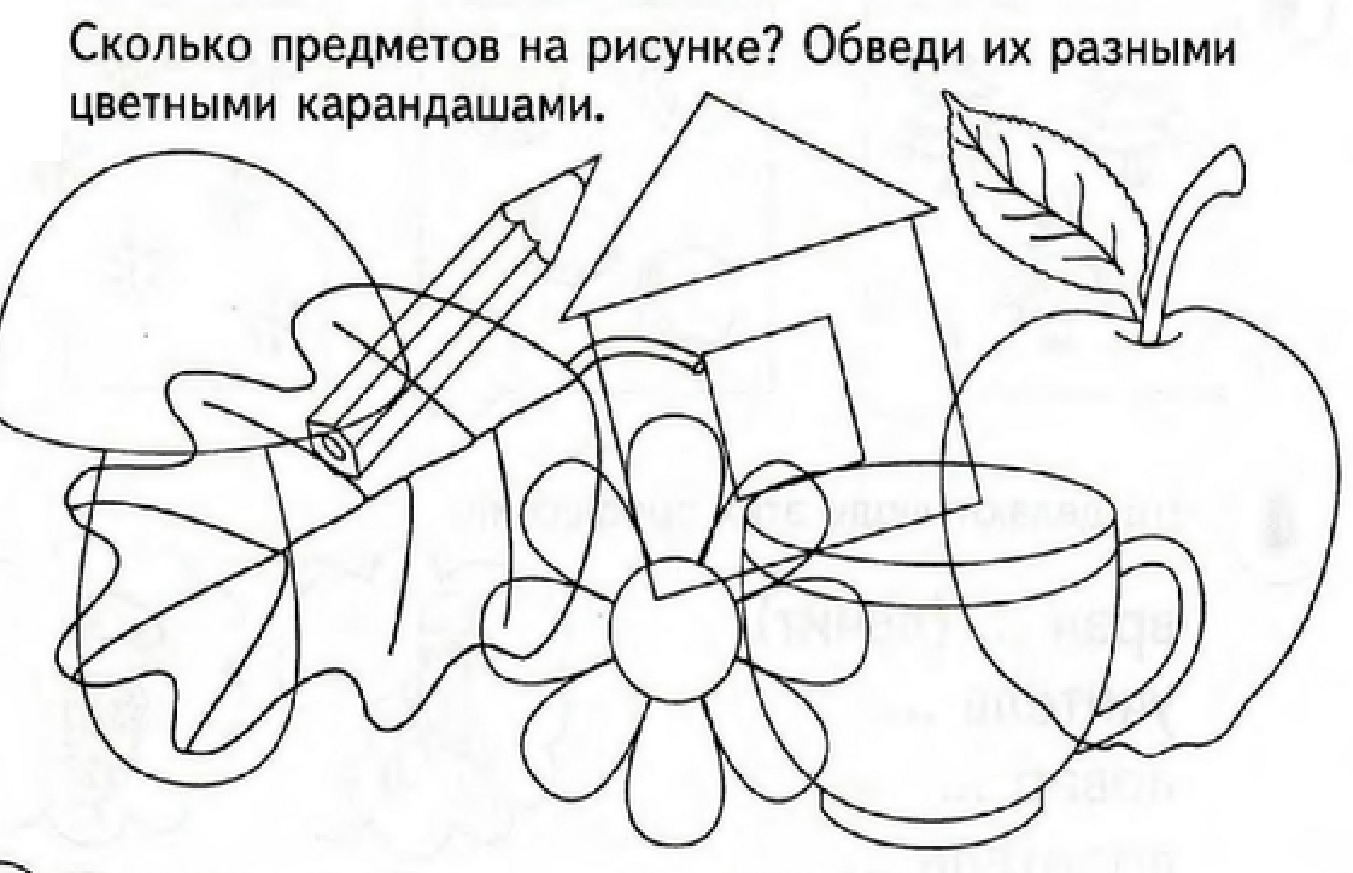 Сколько предметов на рисунке? Обведи их разными
цветными карандашами.